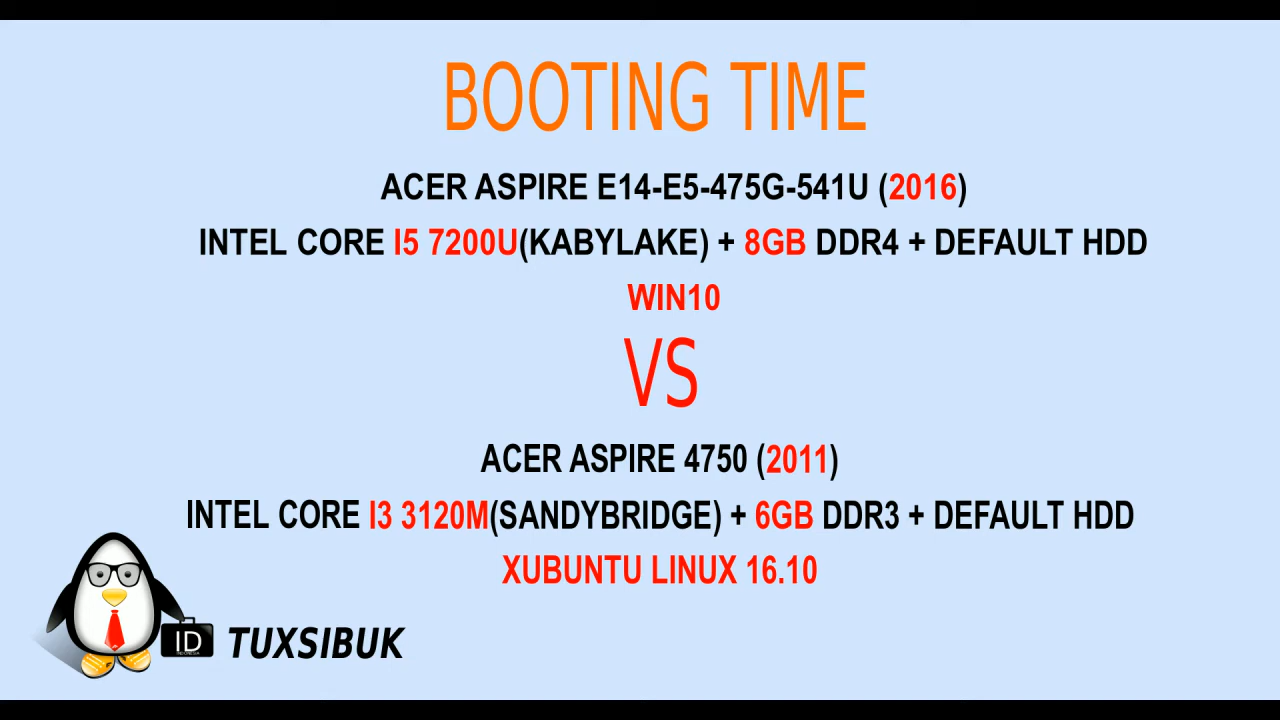 BOOTING TIME
ACER ASPIRE E14-E5-475G-541U (2016)
INTEL CORE I5 7200U(KABYLAKE) + 8GB DDR4 + DEFAULT HDD
WIN10
VS
ACER ASPIRE 4750 (2011)
INTEL CORE I3 3120M(SANDYBRIDGE) + 6GB DDR3 + DEFAULT HDD
XUBUNTU LINUX 16.10
ID
INDONESIA
TUXSIBUK